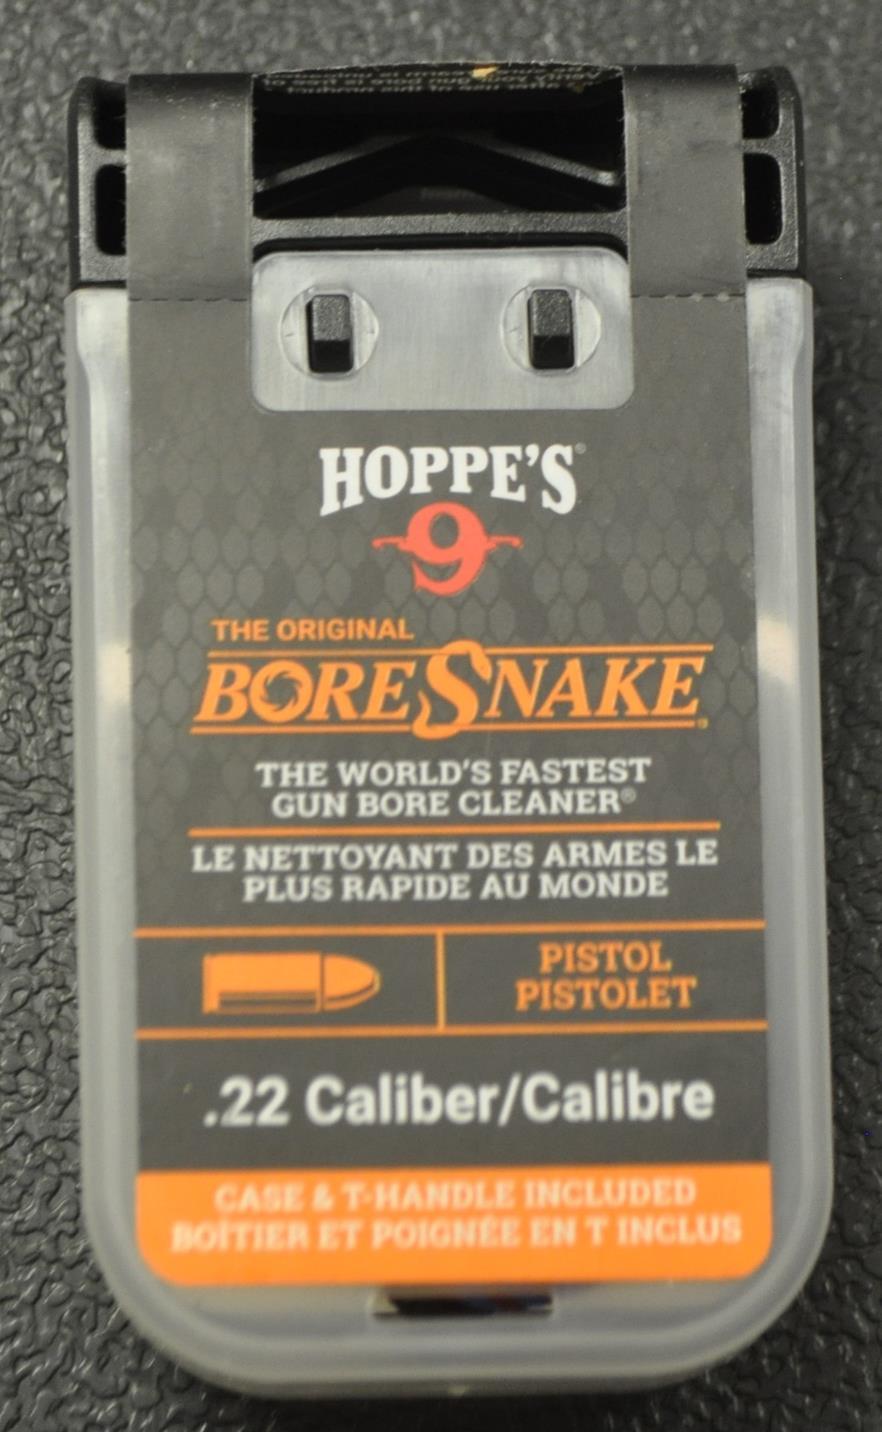 HOPPE'S®
9
THE ORIGINAL
BORESNAKE
THE WORLD'S FASTEST
GUN BORE CLEANER®
LE NETTOYANT DES ARMES LE
PLUS RAPIDE AU MONDE
PISTOL
PISTOLET
.22 Caliber/Calibre
CASE & T-HANDLE INCLUDED
BOÎTIER ET POIGNÉE EN T INCLUS